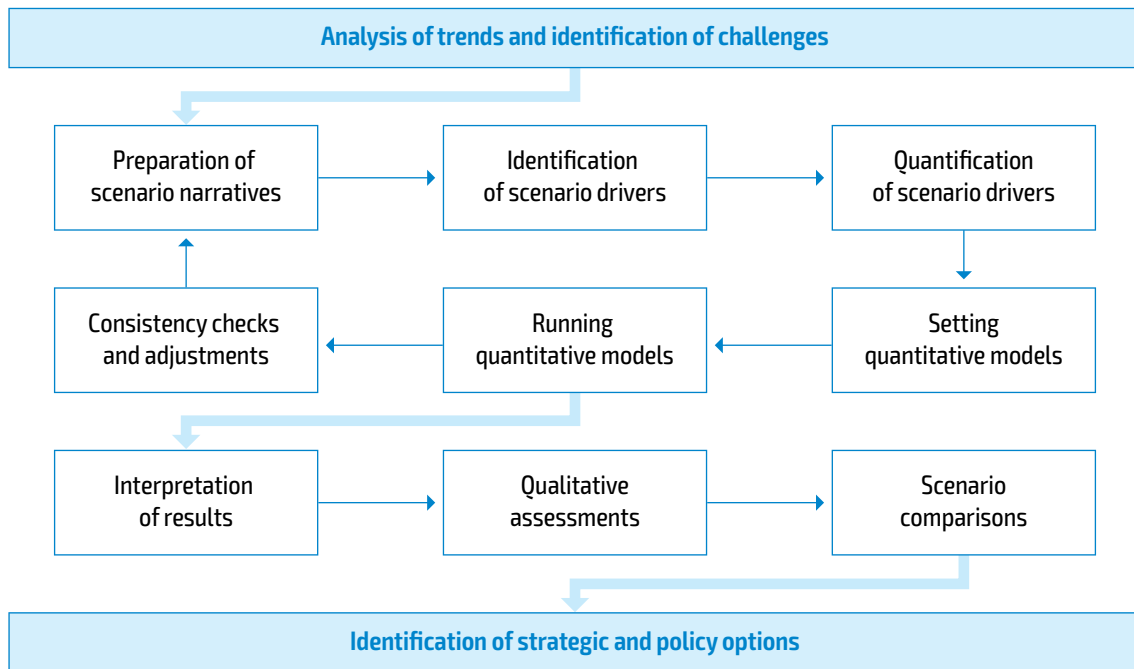 Analysis of trends and identification of challenges
Preparation of
scenario narratives
Identification
of scenario drivers
Quantification
of scenario drivers
Consistency checks
and adjustments
Running
quantitative models
Setting
quantitative models
Interpretation
of results
Qualitative
assessments
Scenario
comparisons
Identification of strategic and policy options